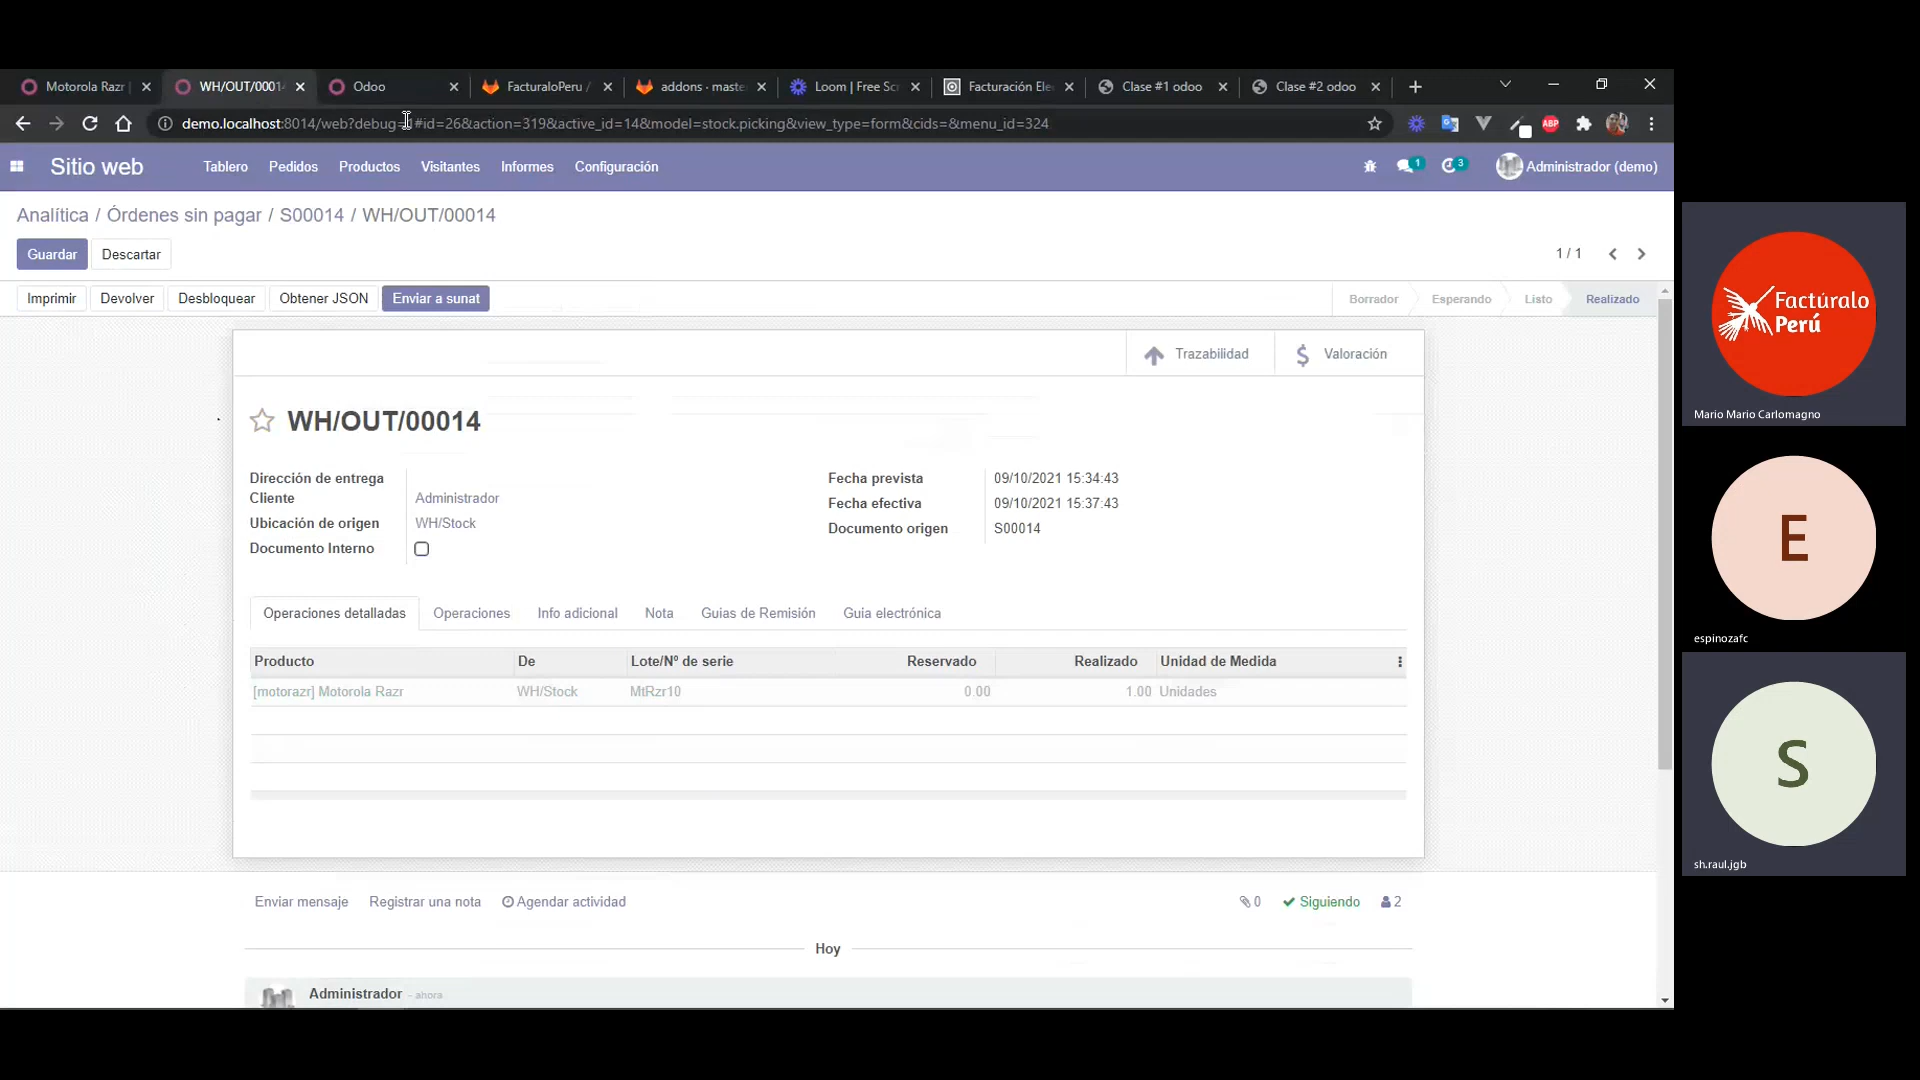 Motorola Razr |
WH/OUT/0001
Odoo
FacturaloPeru /
addons · maste
Loom | Free Sc
Facturación Ele
Clase #1 odoo
Clase #2 odoo
demo.localhost:8014/web?debug=1#id=26&action=319&active_id=14&model=stock.picking&view_type=form&cids=&menu_id=324
ABP
Sitio web
Tablero
Pedidos
Productos
Visitantes
Informes
Configuración
1
3
Administrador (demo)
Analítica / Órdenes sin pagar / S00014 / WH/OUT/00014
Guardar
Descartar
1 / 1
Imprimir
Devolver
Desbloquear
Obtener JSON
Enviar a sunat
Borrador
Esperando
Listo
Realizado
Trazabilidad
$ Valoración
WH/OUT/00014
Dirección de entrega
Cliente Administrador
Ubicación de origen WH/Stock
Documento Interno
Fecha prevista 09/10/2021 15:34:43
Fecha efectiva 09/10/2021 15:37:43
Documento origen S00014
Operaciones detalladas
Operaciones
Info adicional
Nota
Guias de Remisión
Guia electrónica
Producto De Lote/Nº de serie Reservado Realizado Unidad de Medida
[motorazr] Motorola Razr WH/Stock MtRzr10 0.00 1.00 Unidades
Enviar mensaje
Registrar una nota
Agendar actividad
0
Siguiendo
2
Hoy
Administrador - ahora
Factúralo
Perú
Mario Mario Carlomagno
E
espinozafc
S
sh.raul.jgb